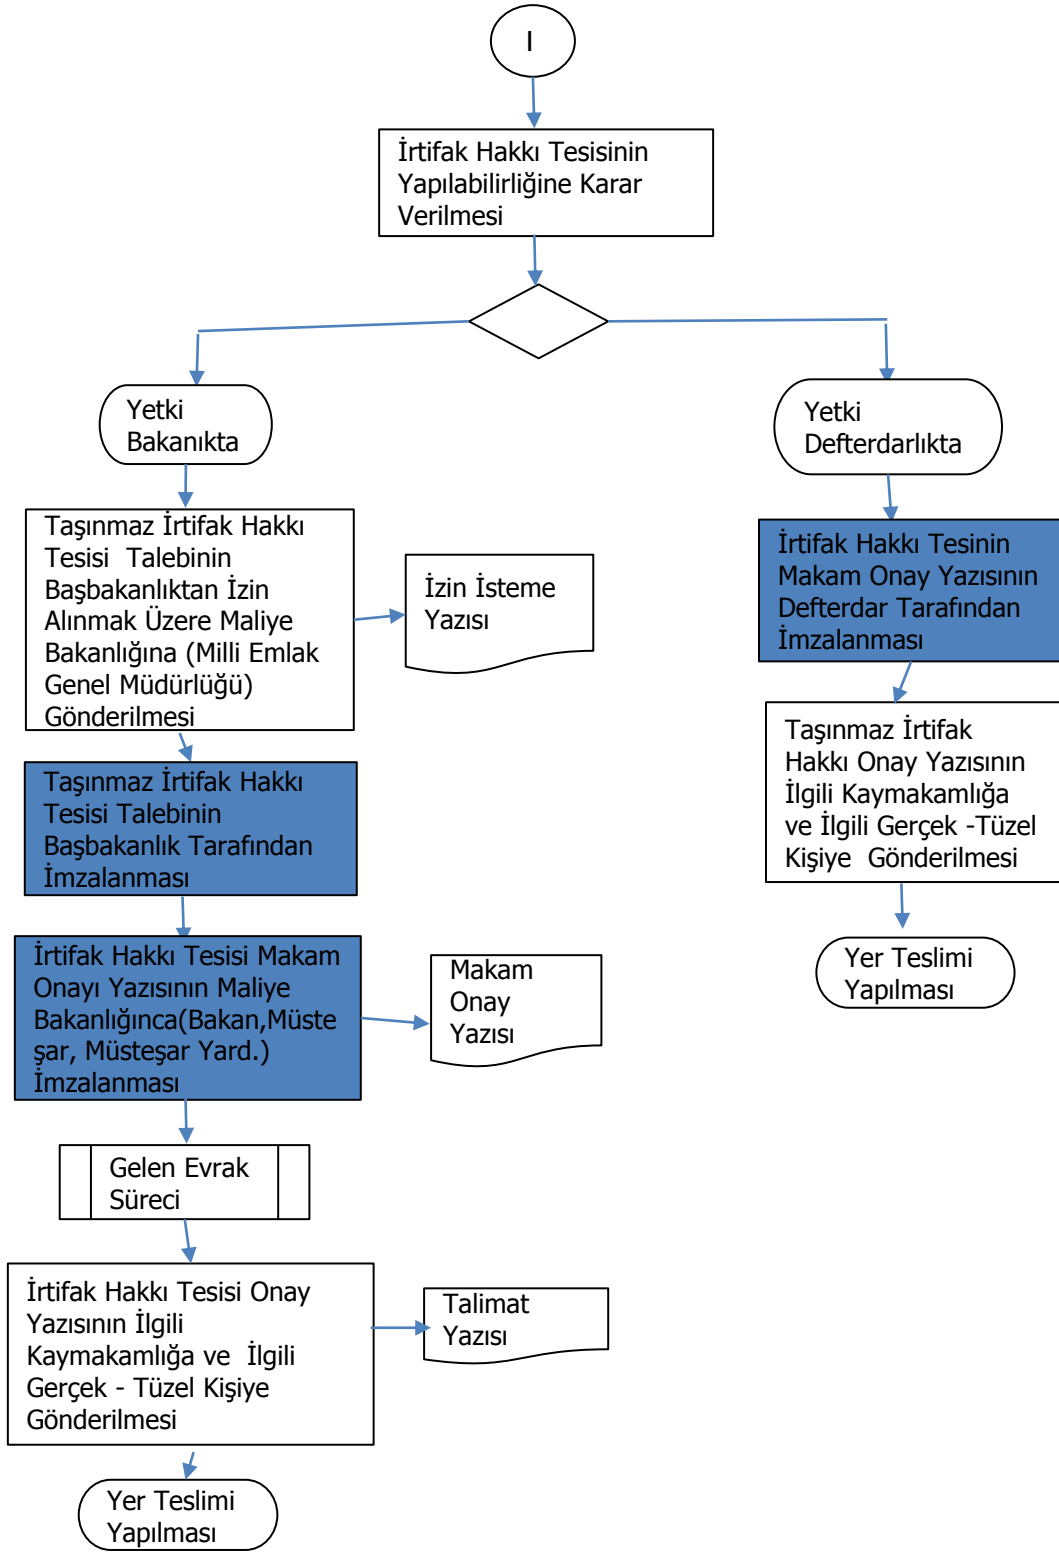 I
İrtifak Hakkı Tesisinin
Yapılabilirliğine Karar
Verilmesi
Yetki
Bakanıkta
Taşınmaz İrtifak Hakkı
Tesisi Talebinin
Başbakanlıktan İzin
Alınmak Üzere Maliye
Bakanlığına (Milli Emlak
Genel Müdürlüğü)
Gönderilmesi
İzin İsteme
Yazısı
Taşınmaz İrtifak Hakkı
Tesisi Talebinin
Başbakanlık Tarafından
İmzalanması
İrtifak Hakkı Tesisi Makam
Onayı Yazısının Maliye
Bakanlığınca(Bakan,Müste
şar, Müsteşar Yard.)
İmzalanması
Makam
Onay
Yazısı
Gelen Evrak
Süreci
İrtifak Hakkı Tesisi Onay
Yazısının İlgili
Kaymakamlığa ve İlgili
Gerçek - Tüzel Kişiye
Gönderilmesi
Talimat
Yazısı
Yer Teslimi
Yapılması
Yetki
Defterdarlıkta
İrtifak Hakkı Tesinin
Makam Onay Yazısının
Defterdar Tarafından
İmzalanması
Taşınmaz İrtifak
Hakkı Onay Yazısının
İlgili Kaymakamlığa
ve İlgili Gerçek -Tüzel
Kişiye Gönderilmesi
Yer Teslimi
Yapılması